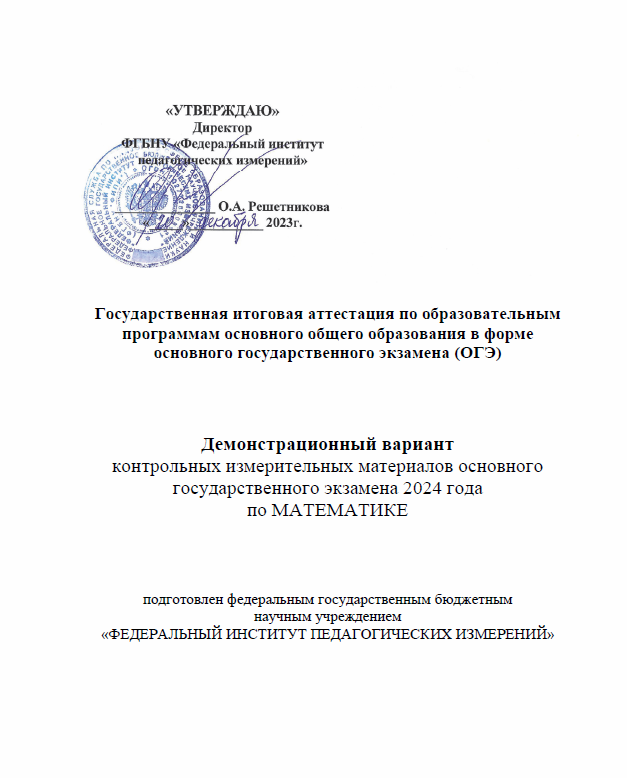 «УТВЕРЖДАЮ»
Директор
ФГБНУ «Федеральный институт
педагогических измерений»
О.А. Решетникова
декабря 2023г.
Государственная итоговая аттестация по образовательным
программам основного общего образования в форме
основного государственного экзамена (ОГЭ)
Демонстрационный вариант
контрольных измерительных материалов основного
государственного экзамена 2024 года
по МАТЕМАТИКЕ
подготовлен федеральным государственным бюджетным
научным учреждением
«ФЕДЕРАЛЬНЫЙ ИНСТИТУТ ПЕДАГОГИЧЕСКИХ ИЗМЕРЕНИЙ»